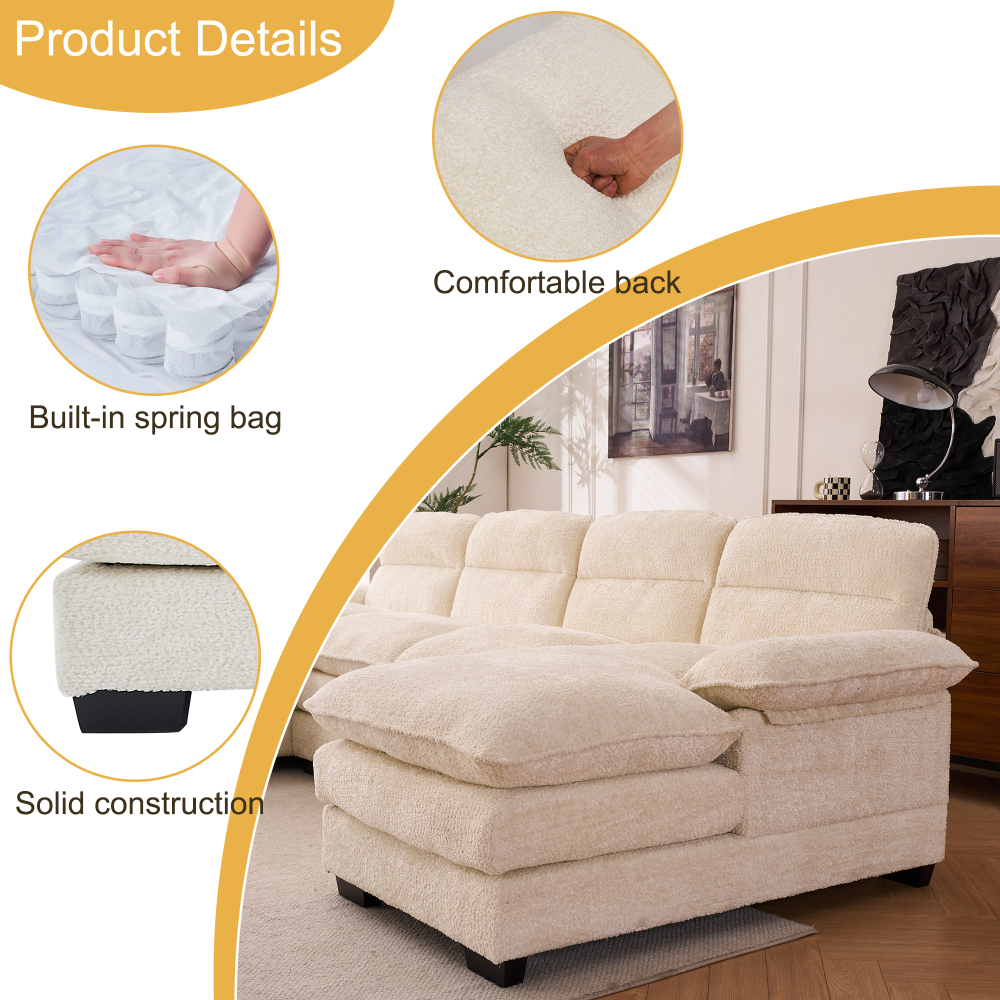 Product Details
Comfortable back
Built-in spring bag
Solid construction